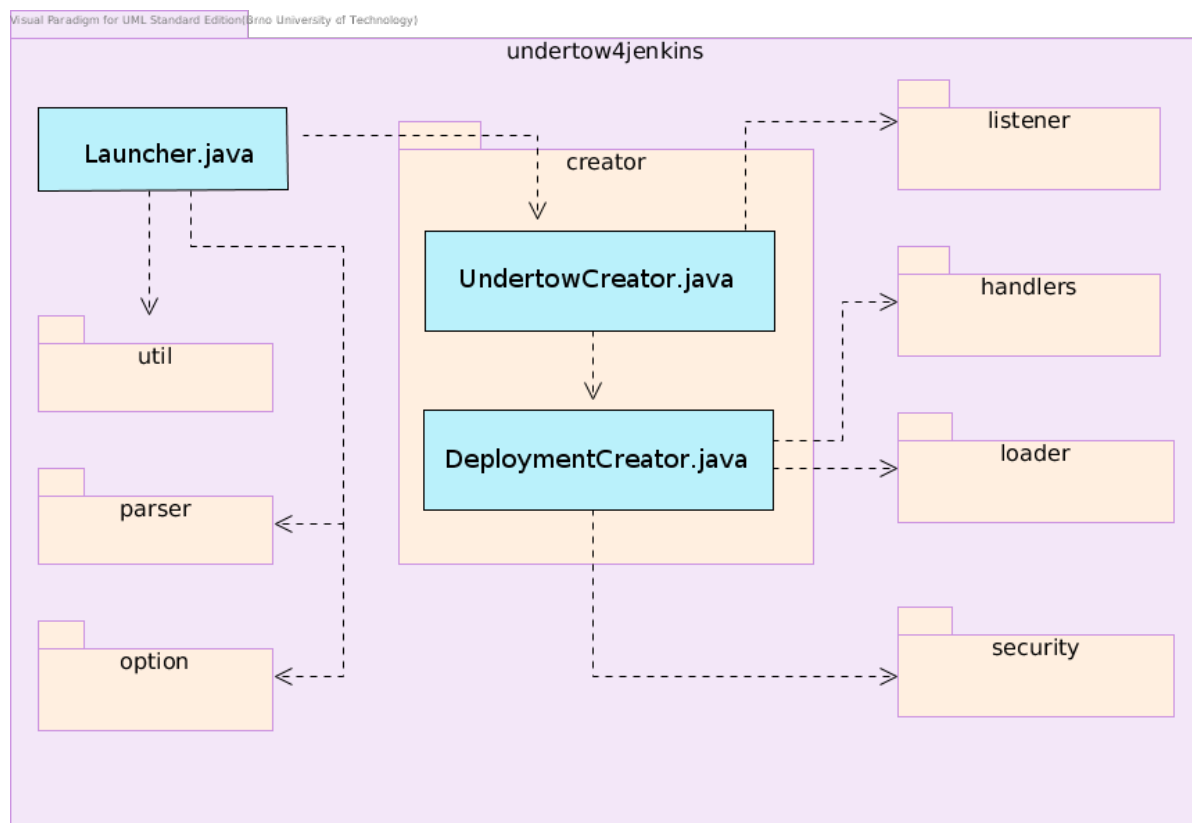 Visual Paradigm for UML Standard Edition(Brno University of Technology)
undertow4jenkins
Launcher.java
creator
listener
UndertowCreator.java
handlers
util
DeploymentCreator.java
loader
parser
option
security